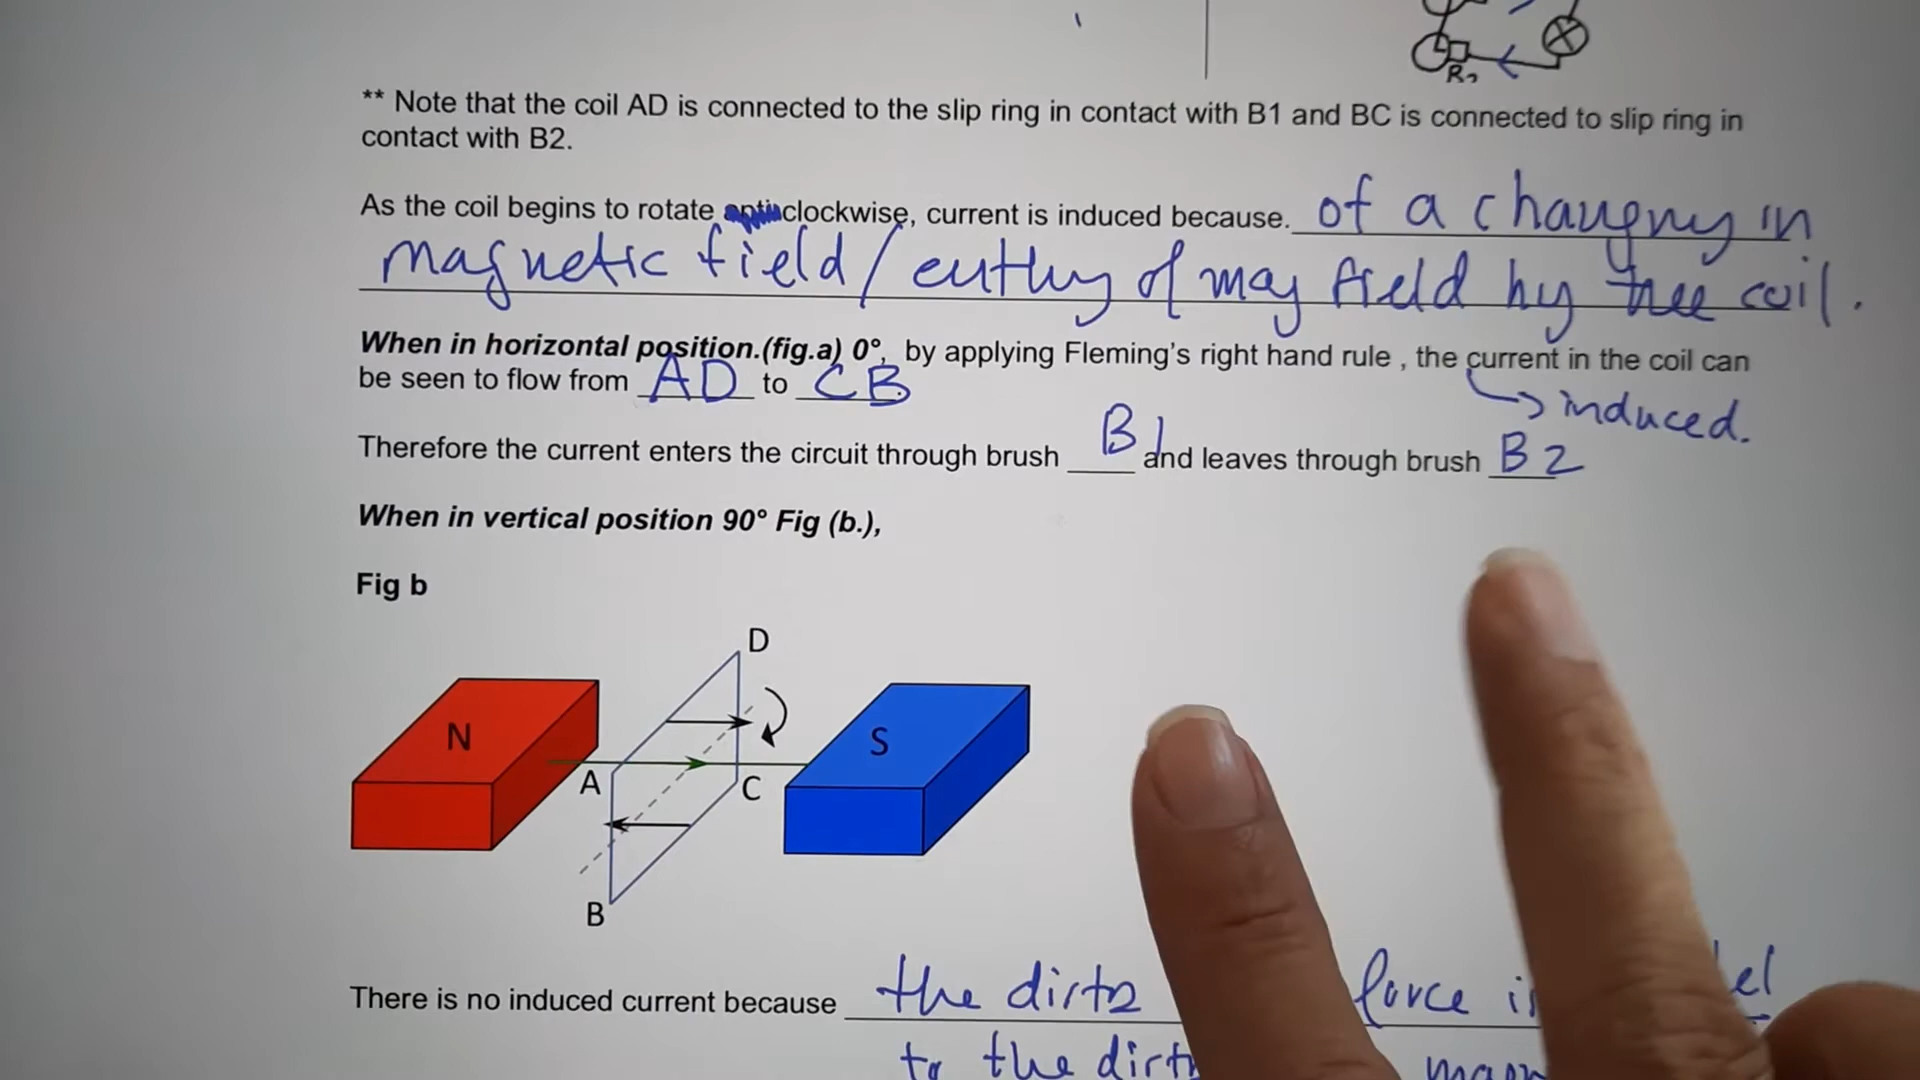 R2
** Note that the coil AD is connected to the slip ring in contact with B1 and BC is connected to slip ring in
contact with B2.
As the coil begins to rotate clockwise, current is induced because. of a changing in
magnetic field / cutting of mag field by the coil.
When in horizontal position.(fig.a) 0°, by applying Fleming's right hand rule , the current in the coil can
be seen to flow from AD to CB.
induced.
Therefore the current enters the circuit through brush B1 and leaves through brush B2
When in vertical position 90° Fig (b.),
Fig b
D
N
S
A
C
B
There is no induced current because the dirtn force is
to the dirtn